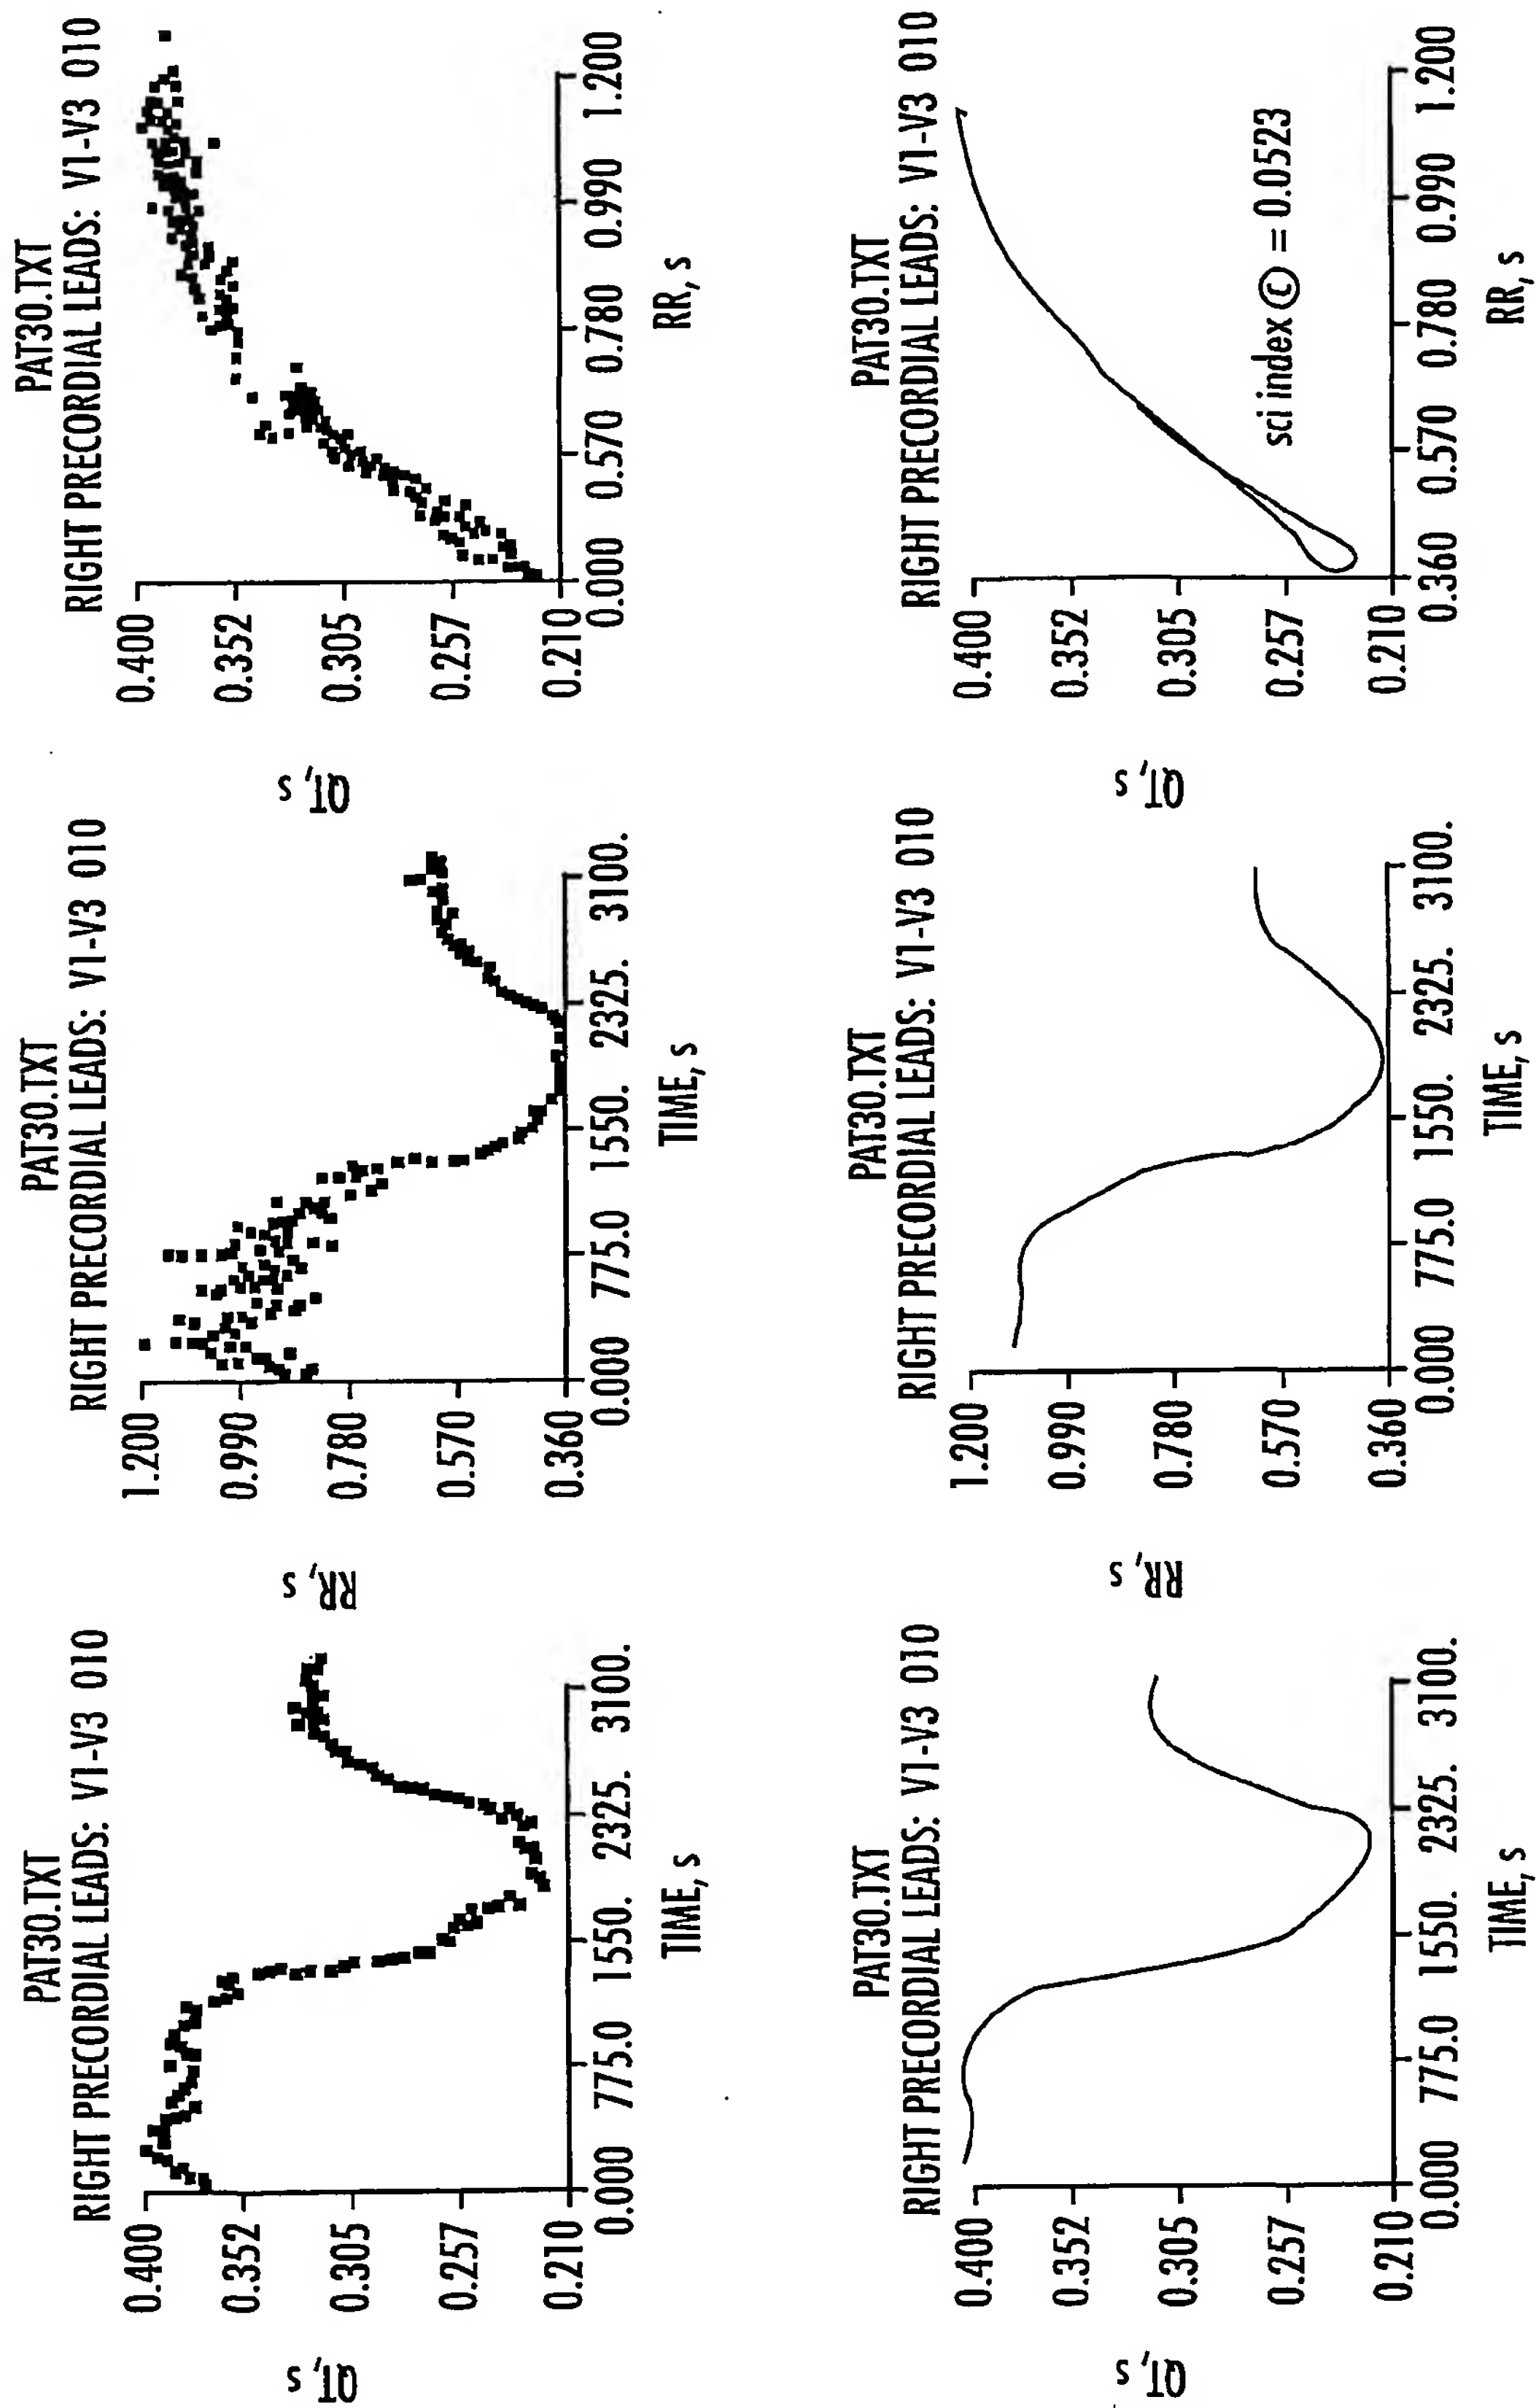 PAT30.TXT
RIGHT PRECORDIAL LEADS: V1-V3 010
QT, s
0.400
0.352
0.305
0.257
0.210
0.000 775.0 1550. 2325. 3100.
TIME, s
PAT30.TXT
RIGHT PRECORDIAL LEADS: V1-V3 010
RR, s
1.200
0.990
0.780
0.570
0.360
0.000 775.0 1550. 2325. 3100.
TIME, s
PAT30.TXT
RIGHT PRECORDIAL LEADS: V1-V3 010
QT, s
0.400
0.352
0.305
0.257
0.210
0.000 0.570 0.780 0.990 1.200
RR, s
PAT30.TXT
RIGHT PRECORDIAL LEADS: V1-V3 010
QT, s
0.400
0.352
0.305
0.257
0.210
0.000 775.0 1550. 2325. 3100.
TIME, s
PAT30.TXT
RIGHT PRECORDIAL LEADS: V1-V3 010
RR, s
1.200
0.990
0.780
0.570
0.360
0.000 775.0 1550. 2325. 3100.
TIME, s
PAT30.TXT
RIGHT PRECORDIAL LEADS: V1-V3 010
QT, s
0.400
0.352
0.305
0.257
0.210
sci index Ⓒ = 0.0523
0.360 0.570 0.780 0.990 1.200
RR, s